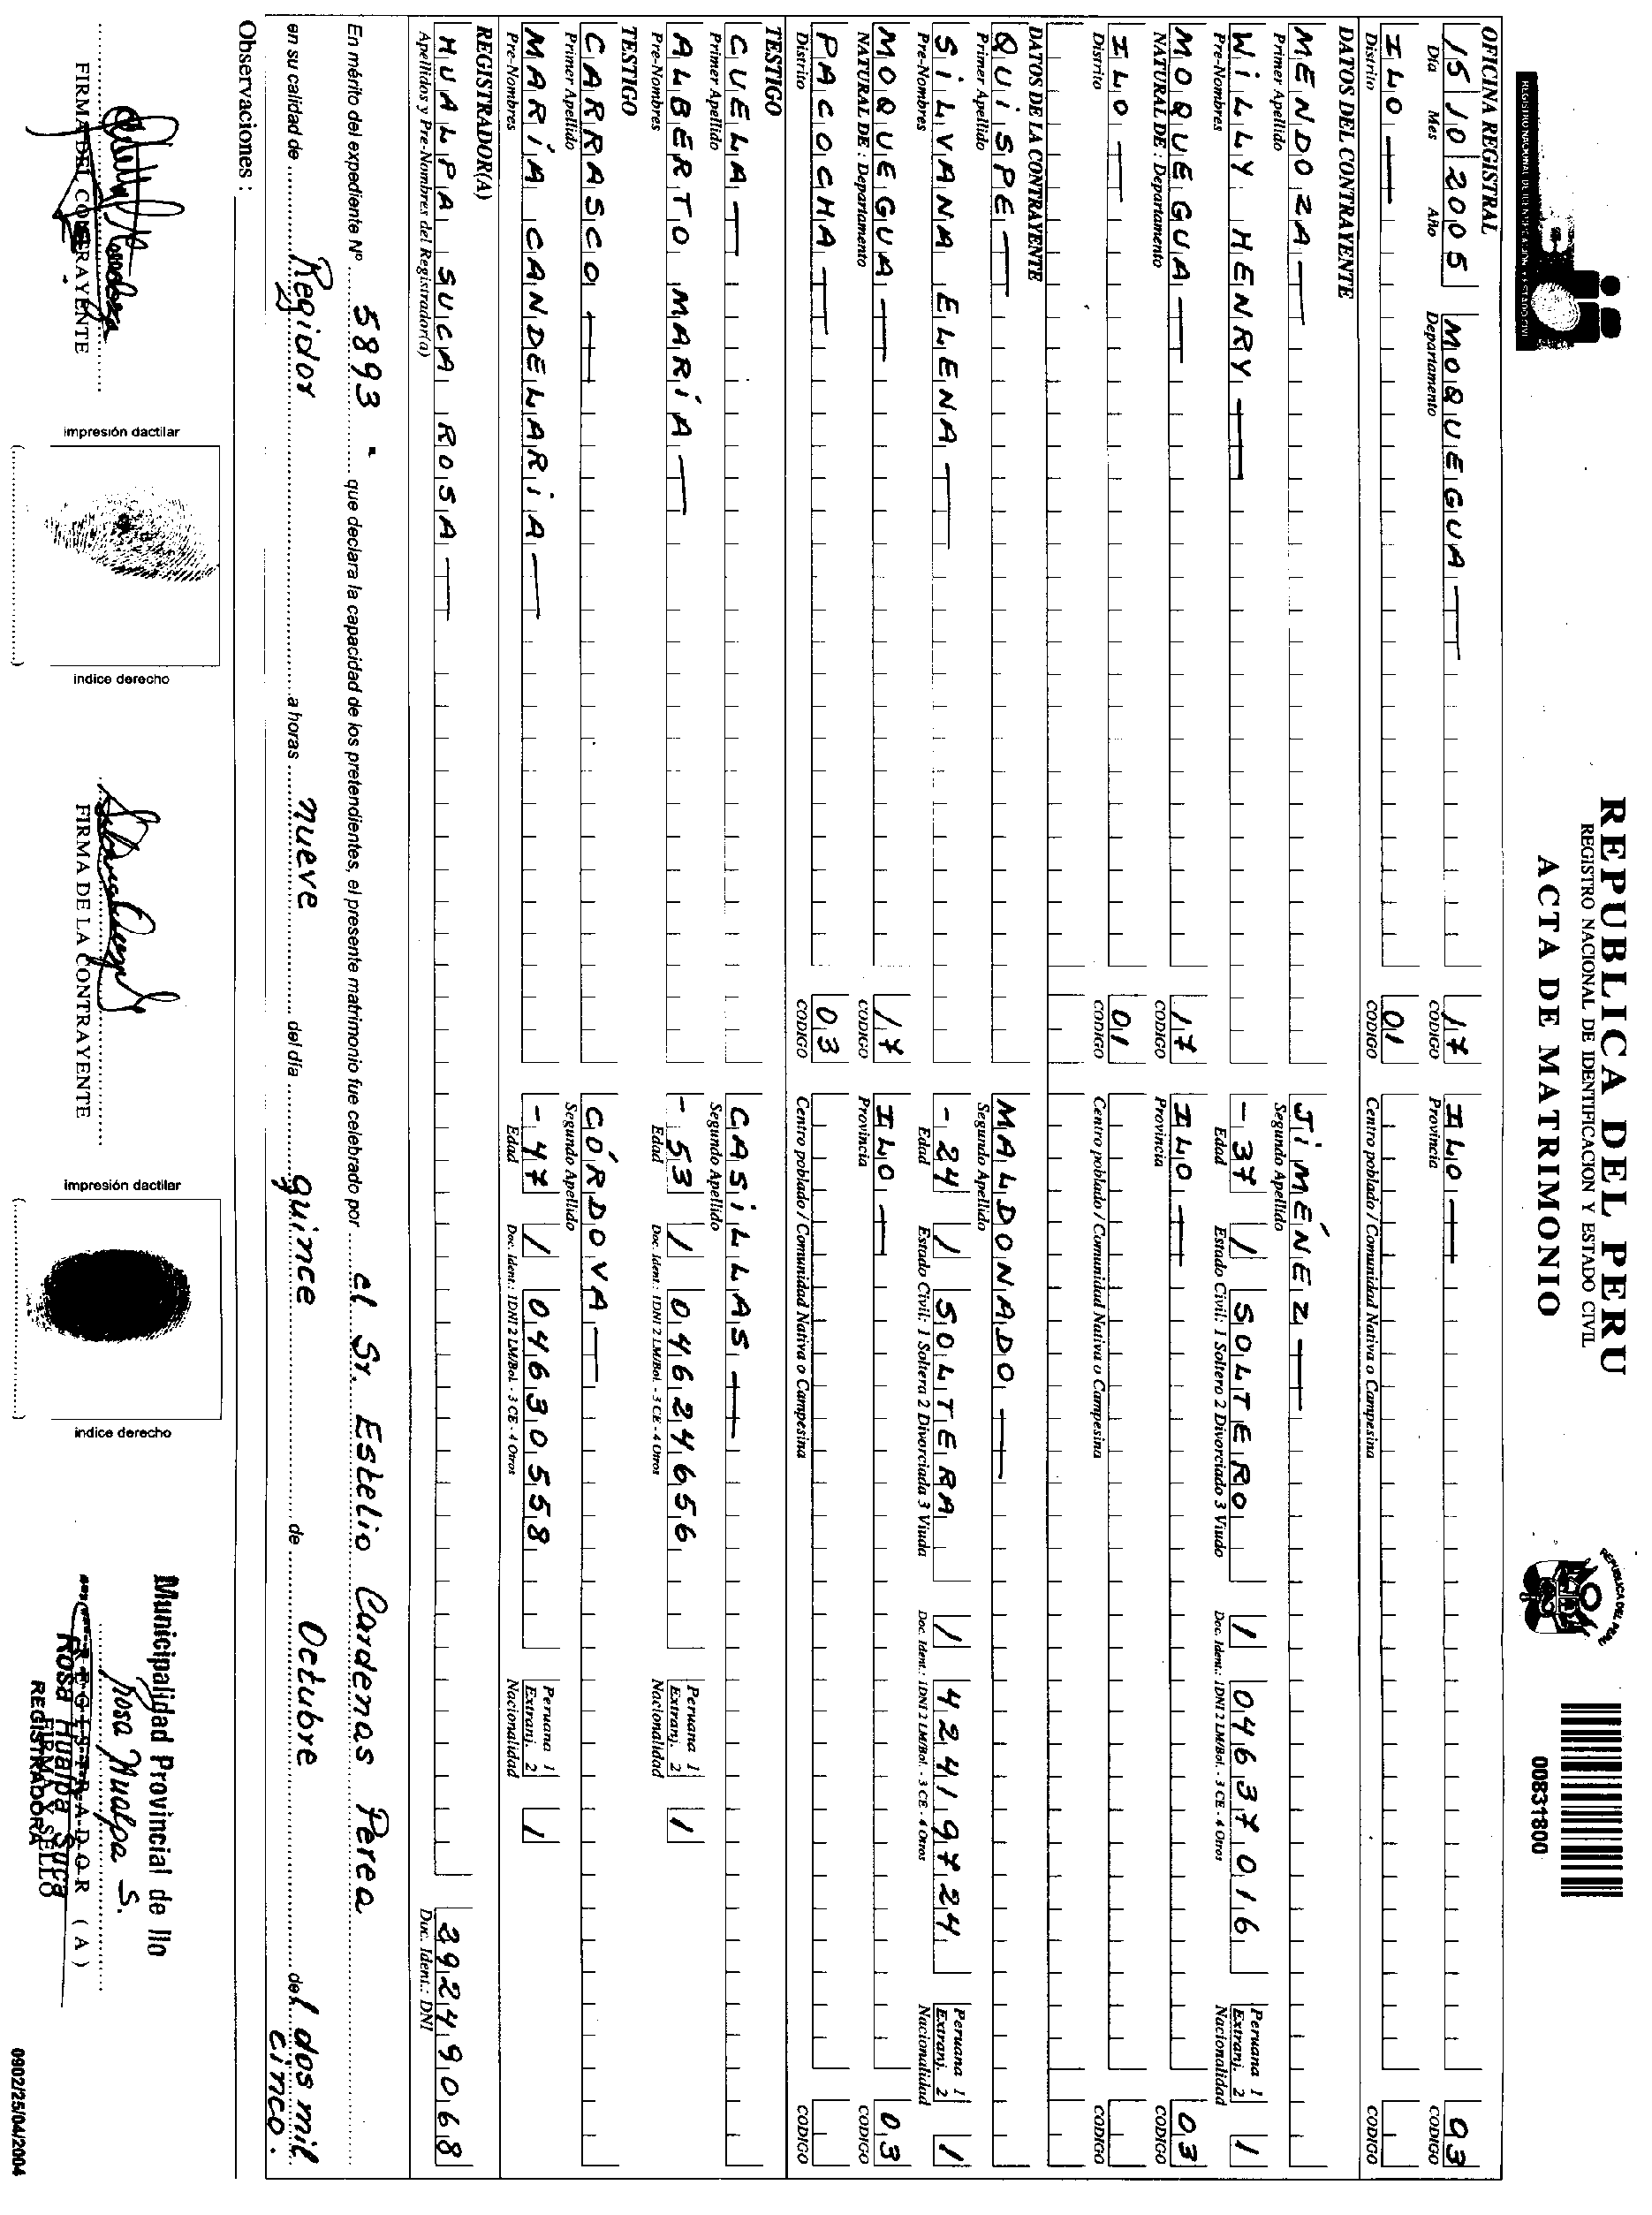 REGISTRO NACIONAL DE IDENTIFICACION Y ESTADO CIVIL
REPUBLICA DEL PERU
REGISTRO NACIONAL DE IDENTIFICACION Y ESTADO CIVIL
ACTA DE MATRIMONIO
REPUBLICA DEL PERU
00831800
OFICINA REGISTRAL
15 10 2005 MOQUEGUA 17 ILO 03
Día Mes Año Departamento CODIGO Provincia CODIGO
ILO 01
Distrito CODIGO Centro poblado / Comunidad Nativa o Campesina CODIGO
DATOS DEL CONTRAYENTE
MENDOZA JIMÉNEZ
Primer Apellido Segundo Apellido
WILLY HENRY - 37 1 SOLTERO 1 04637016 Peruana 1 Extranj. 2 1
Pre-Nombres Edad Estado Civil: 1 Soltero 2 Divorciado 3 Viudo Doc. Ident.: 1DNI 2 LM/Bol. - 3 CE - 4 Otros Nacionalidad
MOQUEGUA 17 ILO 03
NATURAL DE : Departamento CODIGO Provincia CODIGO
ILO 01
Distrito CODIGO Centro poblado / Comunidad Nativa o Campesina CODIGO
DATOS DE LA CONTRAYENTE
QUISPE MALDONADO
Primer Apellido Segundo Apellido
SILVANA ELENA - 24 1 SOLTERA 1 42419724 Peruana 1 Extranj. 2 1
Pre-Nombres Edad Estado Civil: 1 Soltera 2 Divorciada 3 Viuda Doc. Ident.: 1DNI 2 LM/Bol. - 3 CE - 4 Otros Nacionalidad
MOQUEGUA 17 ILO 03
NATURAL DE : Departamento CODIGO Provincia CODIGO
PACOCHA 03
Distrito CODIGO Centro poblado / Comunidad Nativa o Campesina CODIGO
TESTIGO
CUELA CASILLAS
Primer Apellido Segundo Apellido
ALBERTO MARÍA - 53 1 04624656 Peruana 1 Extranj. 2 1
Pre-Nombres Edad Doc. Ident.: 1DNI 2 LM/Bol. - 3 CE - 4 Otros Nacionalidad
TESTIGO
CARRASCO CÓRDOVA
Primer Apellido Segundo Apellido
MARÍA CANDELARIA - 47 1 04630558 Peruana 1 Extranj. 2 1
Pre-Nombres Edad Doc. Ident.: 1DNI 2 LM/Bol. - 3 CE - 4 Otros Nacionalidad
REGISTRADOR(A)
HUALPA SUCA ROSA 29249068
Apellidos y Pre-Nombres del Registrador(a) Doc. Ident.: DNI
En mérito del expediente Nº 5893 que declara la capacidad de los pretendientes, el presente matrimonio fue celebrado por el Sr. Estelio Cardenas Perea
en su calidad de Regidor a horas nueve del día quince de Octubre del dos mil cinco.
Observaciones :
FIRMA DEL CONTRAYENTE
impresión dactilar
indice derecho
FIRMA DE LA CONTRAYENTE
impresión dactilar
indice derecho
Municipalidad Provincial de Ilo
Rosa Hualpa S.
REGISTRADOR (A)
Rosa Hualpa Suca
FIRMA Y SELLO
REGISTRADORA
0902/25/04/2004